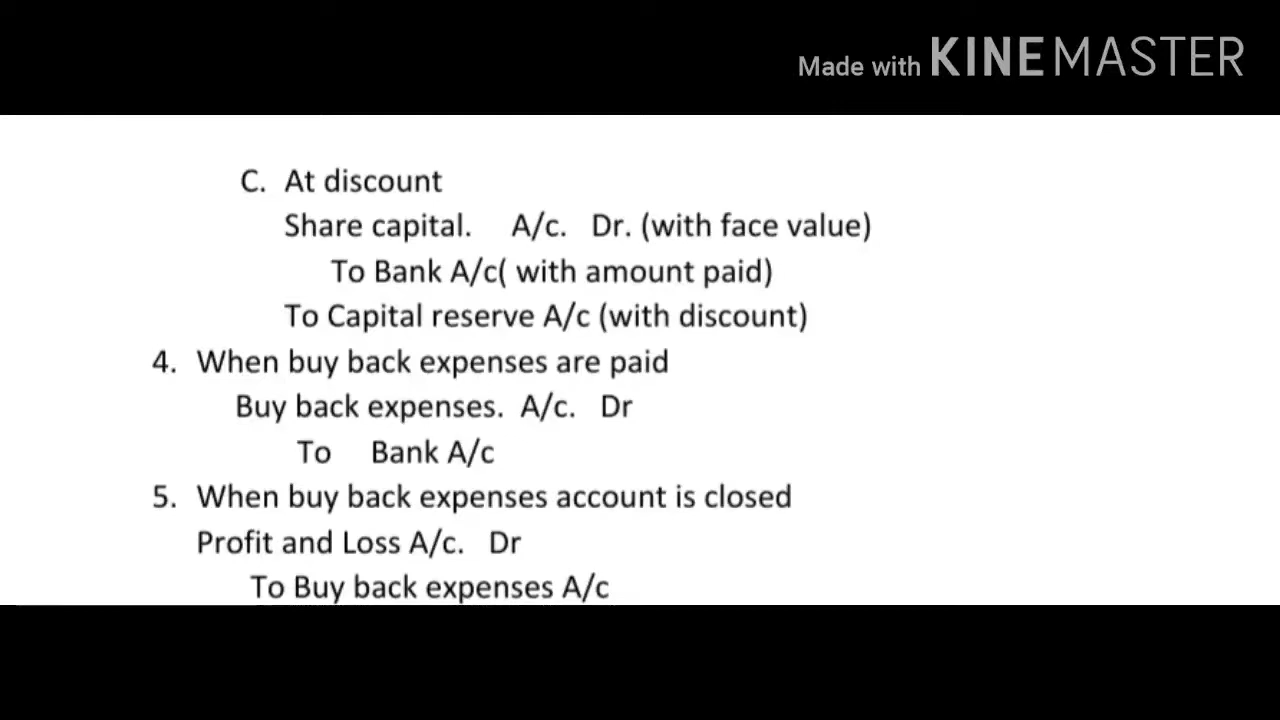 Made with KINEMASTER
C. At discount
Share capital. A/c. Dr. (with face value)
To Bank A/c( with amount paid)
To Capital reserve A/c (with discount)
4. When buy back expenses are paid
Buy back expenses. A/c. Dr
To Bank A/c
5. When buy back expenses account is closed
Profit and Loss A/c. Dr
To Buy back expenses A/c